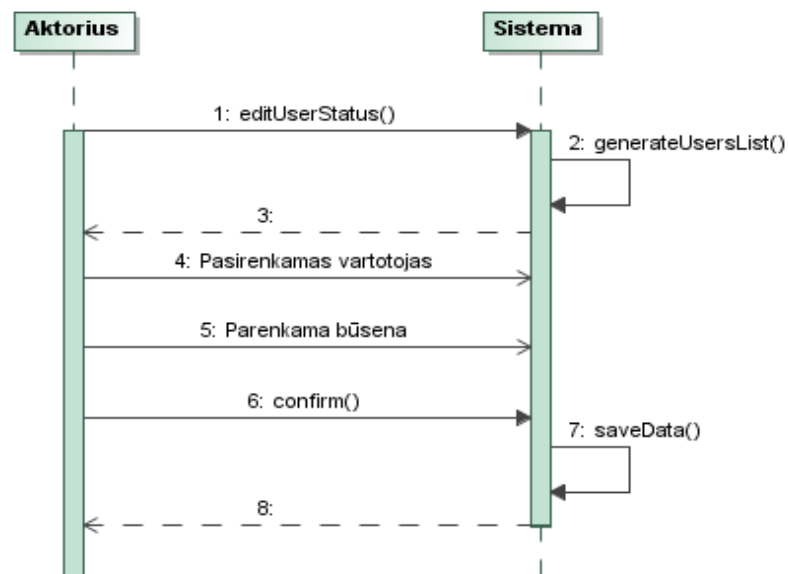 Aktorius
Sistema
1: editUserStatus()
2: generateUsersList()
3:
4: Pasirenkamas vartotojas
5: Parenkama būsena
6: confirm()
7: saveData()
8: